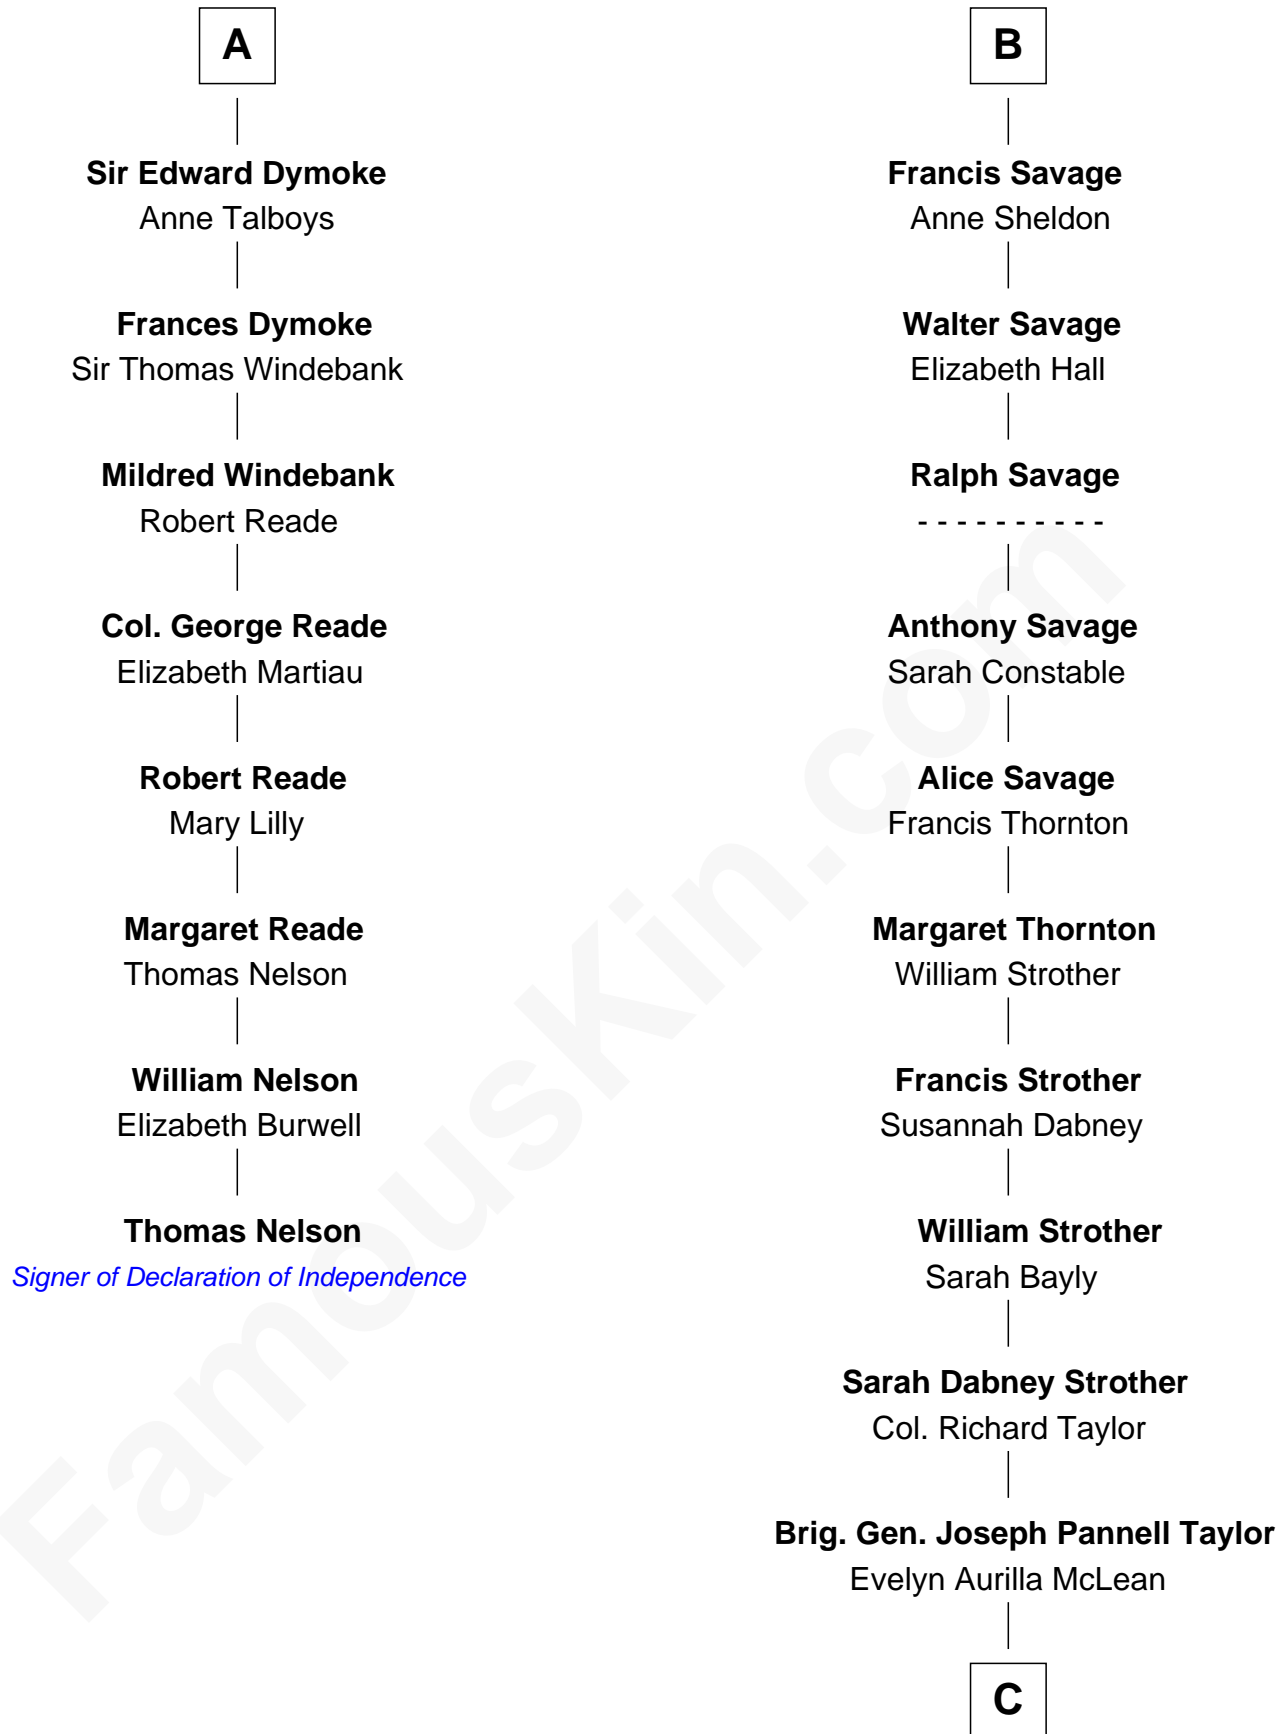 A
Sir Edward Dymoke
Anne Talboys
Frances Dymoke
Sir Thomas Windebank
Mildred Windebank
Robert Reade
Col. George Reade
Elizabeth Martiau
Robert Reade
Mary Lilly
Margaret Reade
Thomas Nelson
William Nelson
Elizabeth Burwell
Thomas Nelson
Signer of Declaration of Independence
B
Francis Savage
Anne Sheldon
Walter Savage
Elizabeth Hall
Ralph Savage
- - - - - - - - - -
Anthony Savage
Sarah Constable
Alice Savage
Francis Thornton
Margaret Thornton
William Strother
Francis Strother
Susannah Dabney
William Strother
Sarah Bayly
Sarah Dabney Strother
Col. Richard Taylor
Brig. Gen. Joseph Pannell Taylor
Evelyn Aurilla McLean
C
FamousKin.com